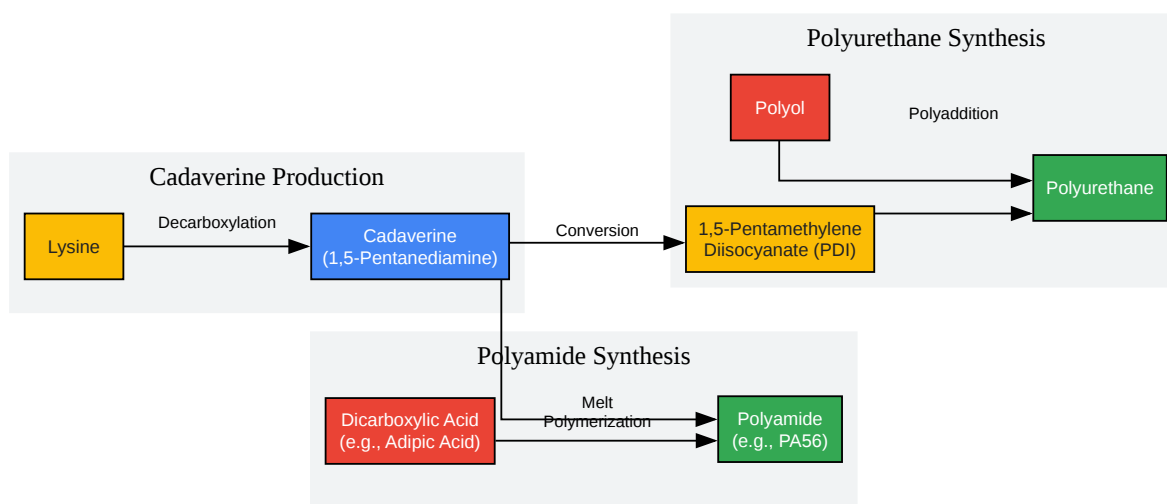 Polyurethane Synthesis
Polyol
Polyaddition
Cadaverine Production
Polyurethane
Lysine
Decarboxylation
Cadaverine
(1,5-Pentanediamine)
Conversion
1,5-Pentamethylene
Diisocyanate (PDI)
Polyamide Synthesis
Dicarboxylic Acid
(e.g., Adipic Acid)
Melt
Polymerization
Polyamide
(e.g., PA56)